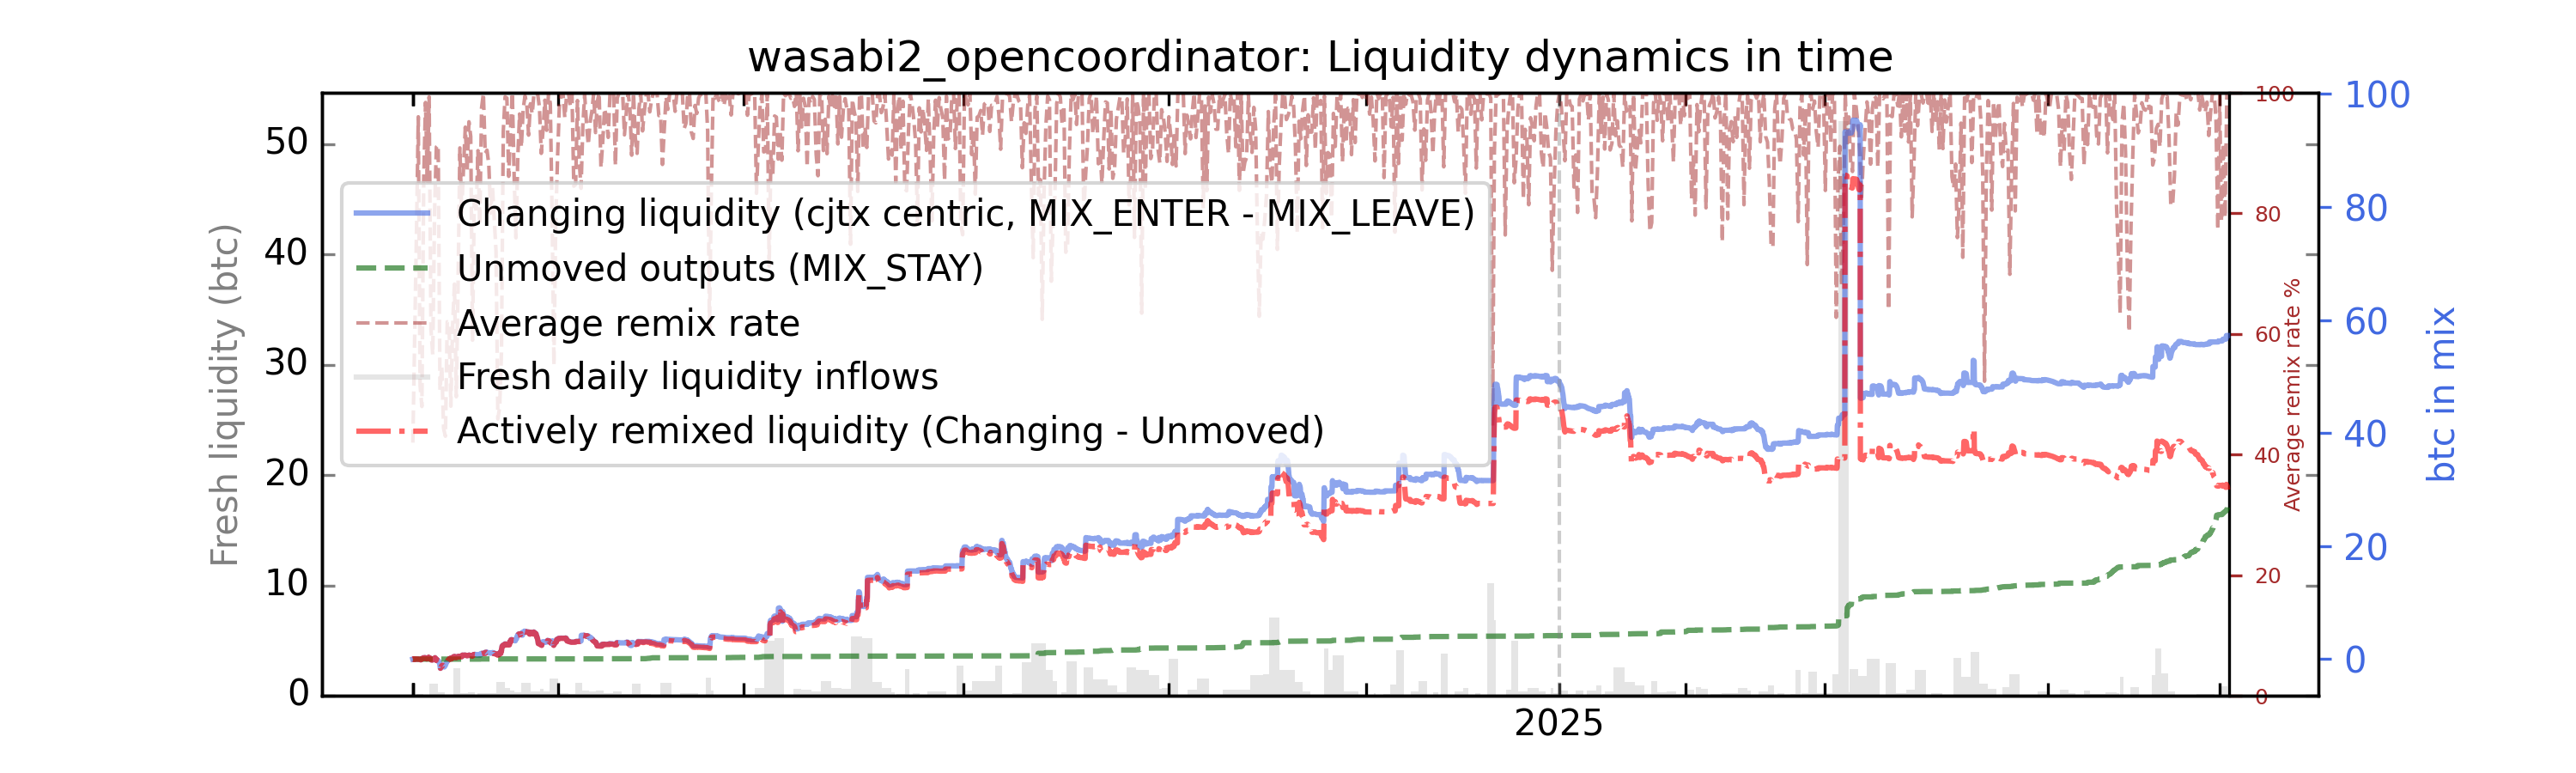 wasabi2_opencoordinator: Liquidity dynamics in time
Fresh liquidity (btc)
50
40
30
20
10
0
Changing liquidity (cjtx centric, MIX_ENTER - MIX_LEAVE)
Unmoved outputs (MIX_STAY)
Average remix rate
Fresh daily liquidity inflows
Actively remixed liquidity (Changing - Unmoved)
2025
100
80
60
40
20
0
Average remix rate %
100
80
60
40
20
0
btc in mix